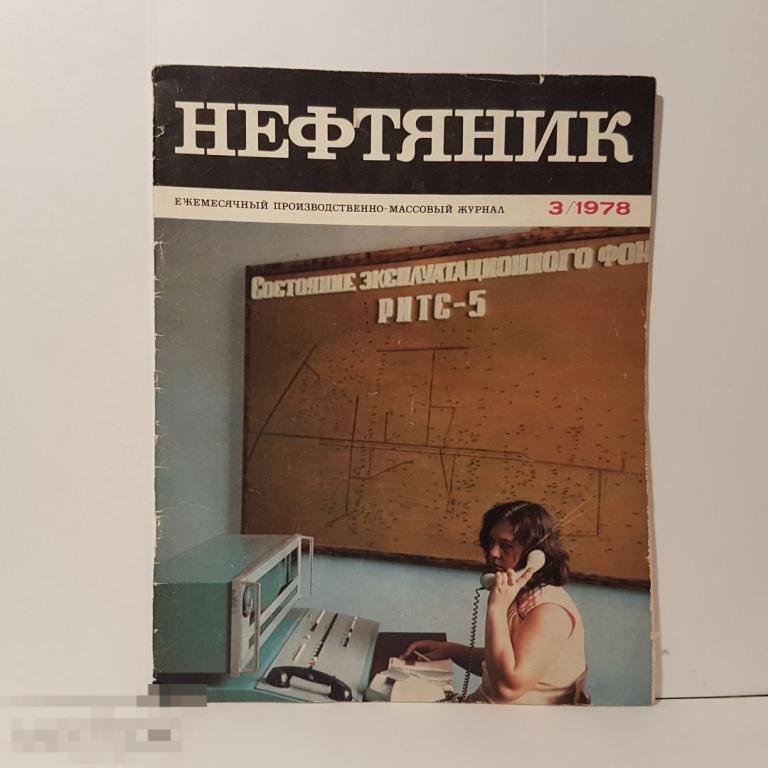 НЕФТЯНИК
ЕЖЕМЕСЯЧНЫЙ ПРОИЗВОДСТВЕННО-МАССОВЫЙ ЖУРНАЛ 3/1978
СОСТОЯНИЕ ЭКСПЛУАТАЦИОННОГО ФОН
РИТС-5